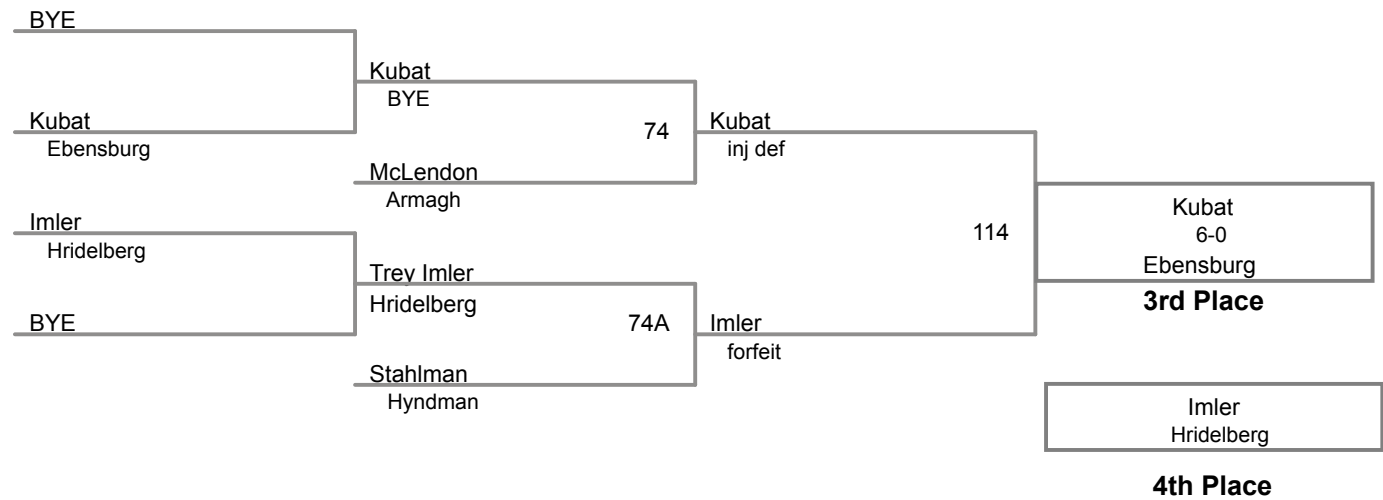 BYE
Kubat
BYE
Kubat
Ebensburg
74
Kubat
inj def
McLendon
Armagh
Imler
Hridelberg
114
Kubat
6-0
Ebensburg
3rd Place
Trey Imler
Hridelberg
BYE
74A
Imler
forfeit
Stahlman
Hyndman
Imler
Hridelberg
4th Place